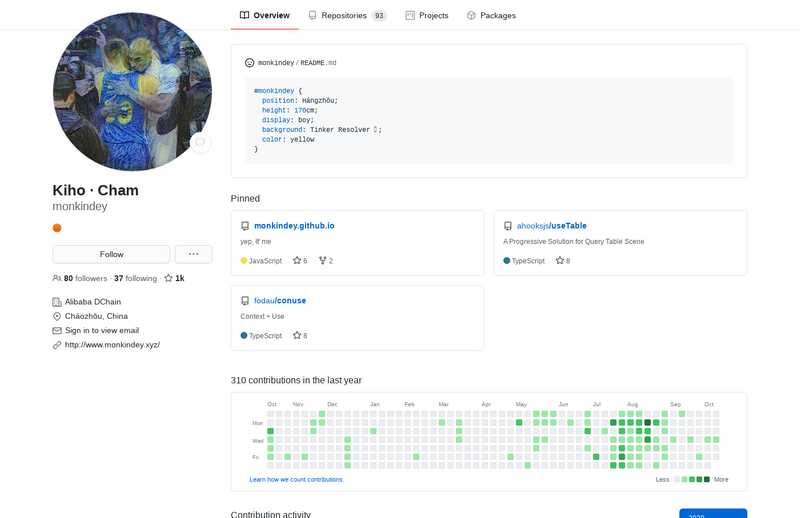 Overview
Repositories 93
Projects
Packages
Kiho · Cham
monkindey
Follow
80 followers · 37 following · 1k
Alibaba DChain
Cháozhōu, China
Sign in to view email
http://www.monkindey.xyz/
monkindey / README.md
#monkindey {
position: Hángzhōu;
height: 170cm;
display: boy;
background: Tinker Resolver ;
color: yellow
}
Pinned
monkindey.github.io
yep, it' me
JavaScript 6 2
ahooksjs/useTable
A Progressive Solution for Query Table Scene
TypeScript 8
fodau/conuse
Context + Use
TypeScript 8
310 contributions in the last year
Oct Nov Dec Jan Feb Mar Apr May Jun Jul Aug Sep Oct
Mon
Wed
Fri
Learn how we count contributions
Less More
Contribution activity
2020